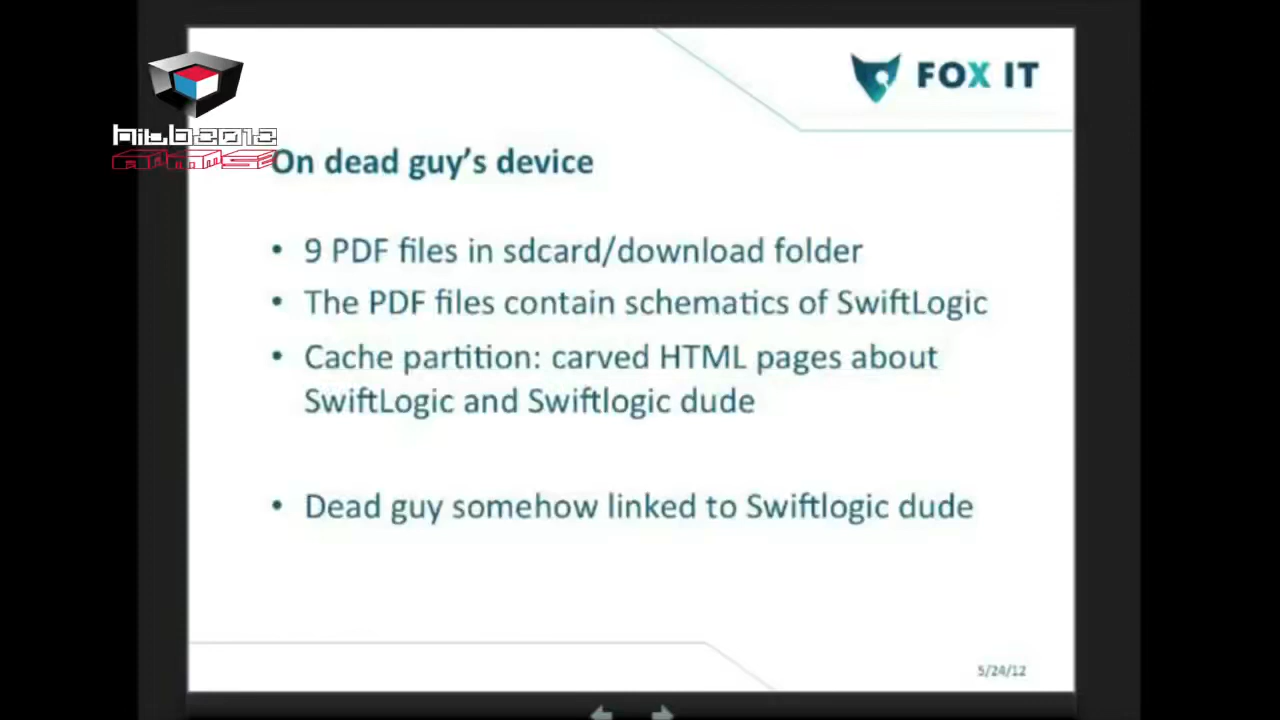 FOX IT
hitb2012
AMS
On dead guy's device
• 9 PDF files in sdcard/download folder
• The PDF files contain schematics of SwiftLogic
• Cache partition: carved HTML pages about
SwiftLogic and Swiftlogic dude
• Dead guy somehow linked to Swiftlogic dude
5/24/12